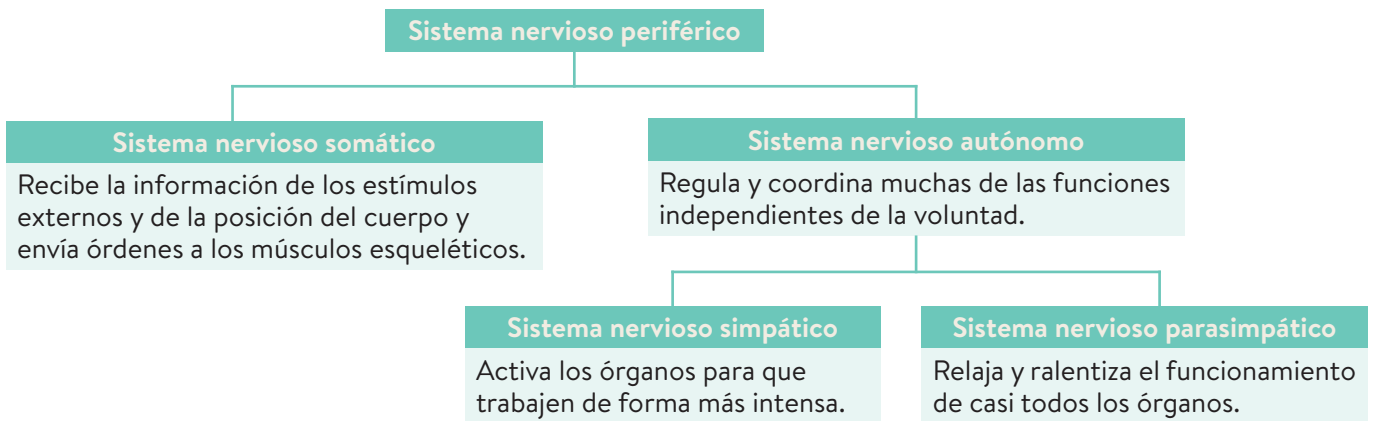 Sistema nervioso periférico
Sistema nervioso somático
Recibe la información de los estímulos
externos y de la posición del cuerpo y
envía órdenes a los músculos esqueléticos.
Sistema nervioso autónomo
Regula y coordina muchas de las funciones
independientes de la voluntad.
Sistema nervioso simpático
Activa los órganos para que
trabajen de forma más intensa.
Sistema nervioso parasimpático
Relaja y ralentiza el funcionamiento
de casi todos los órganos.